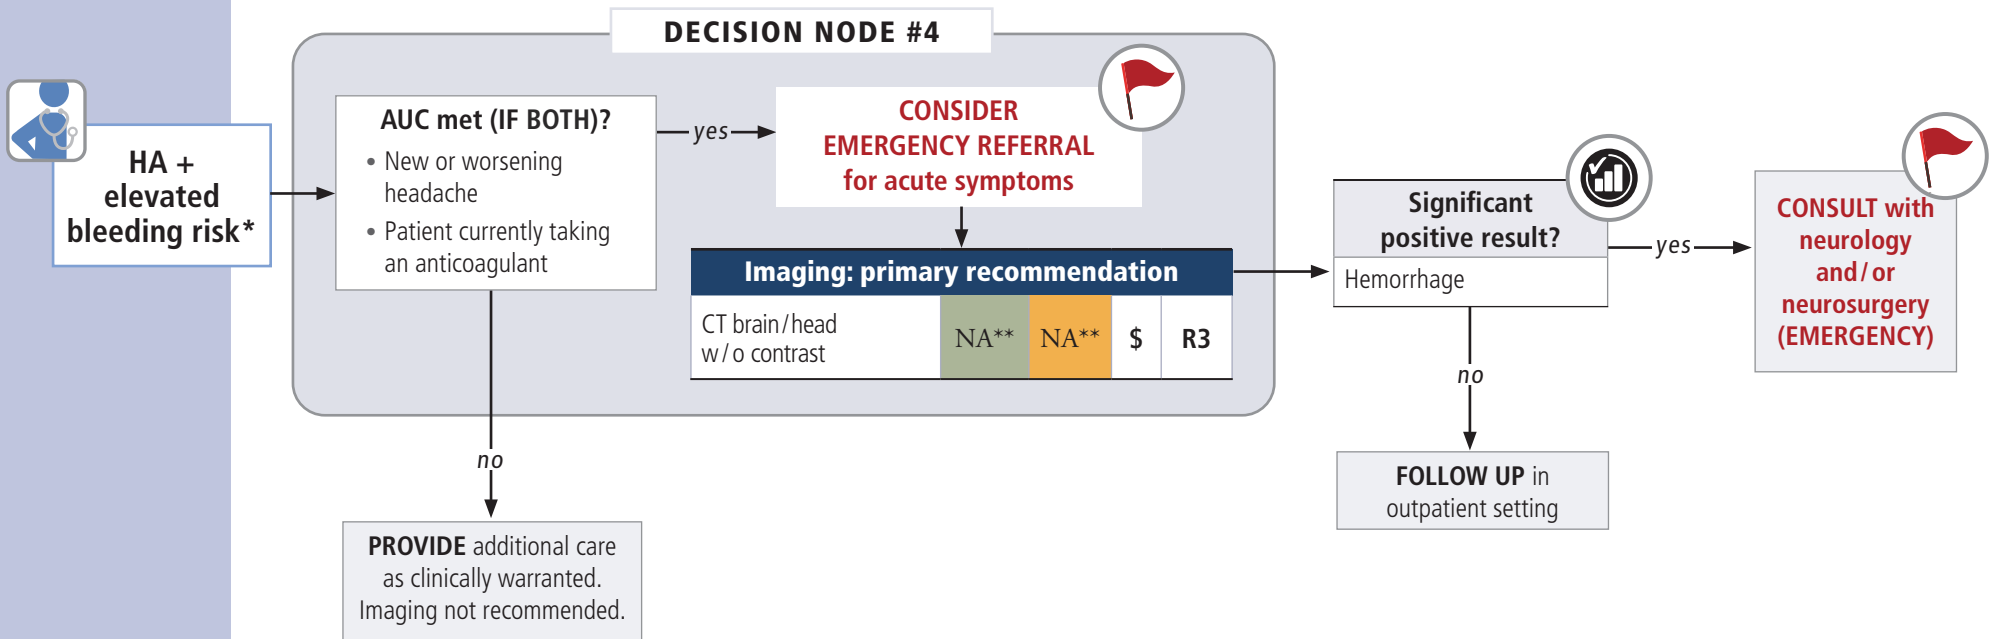 DECISION NODE #4
HA +
elevated
bleeding risk*
AUC met (IF BOTH)?
• New or worsening
headache
• Patient currently taking
an anticoagulant
yes
CONSIDER
EMERGENCY REFERRAL
for acute symptoms
Imaging: primary recommendation
CT brain/head
w/o contrast
NA**
NA**
$
R3
Significant
positive result?
Hemorrhage
yes
CONSULT with
neurology
and/or
neurosurgery
(EMERGENCY)
no
FOLLOW UP in
outpatient setting
no
PROVIDE additional care
as clinically warranted.
Imaging not recommended.